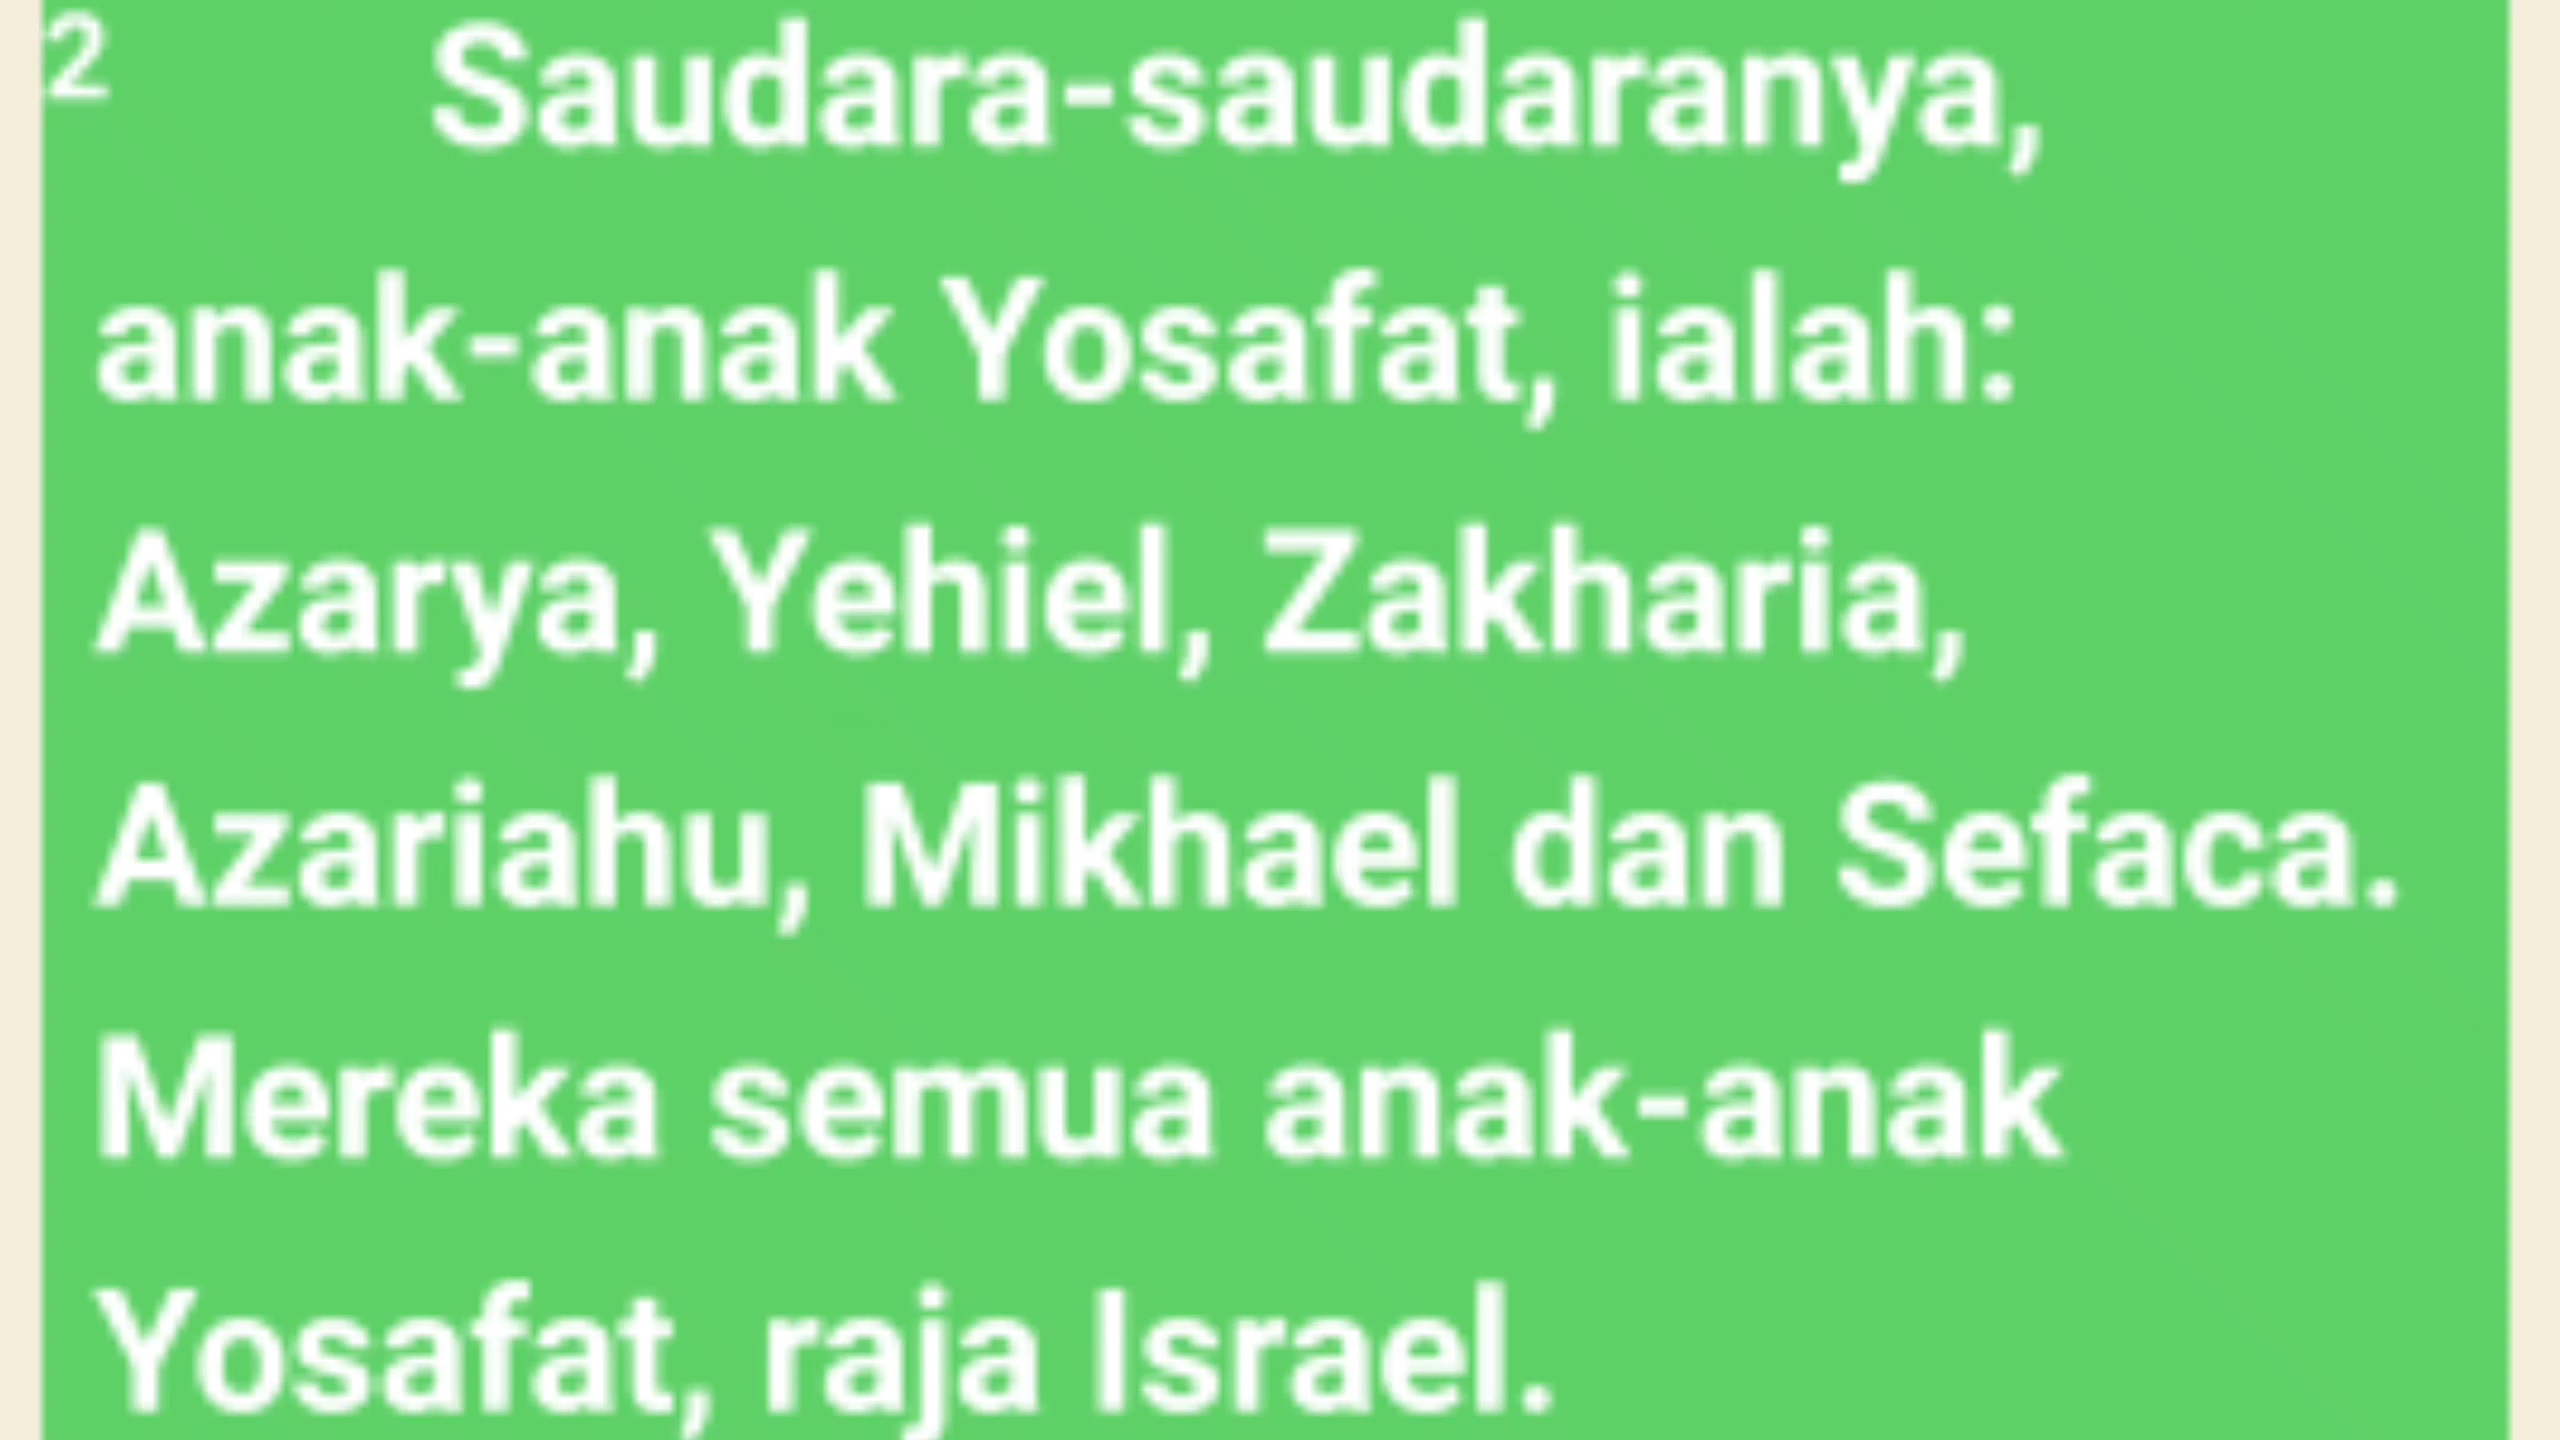 2 Saudara-saudaranya,
anak-anak Yosafat, ialah:
Azarya, Yehiel, Zakharia,
Azariahu, Mikhael dan Sefaca.
Mereka semua anak-anak
Yosafat, raja Israel.